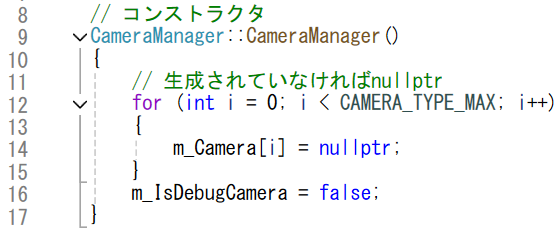 8 // コンストラクタ
9 CameraManager::CameraManager()
10 {
11 // 生成されていなければnullptr
12 for (int i = 0; i < CAMERA_TYPE_MAX; i++)
13 {
14 m_Camera[i] = nullptr;
15 }
16 m_IsDebugCamera = false;
17 }